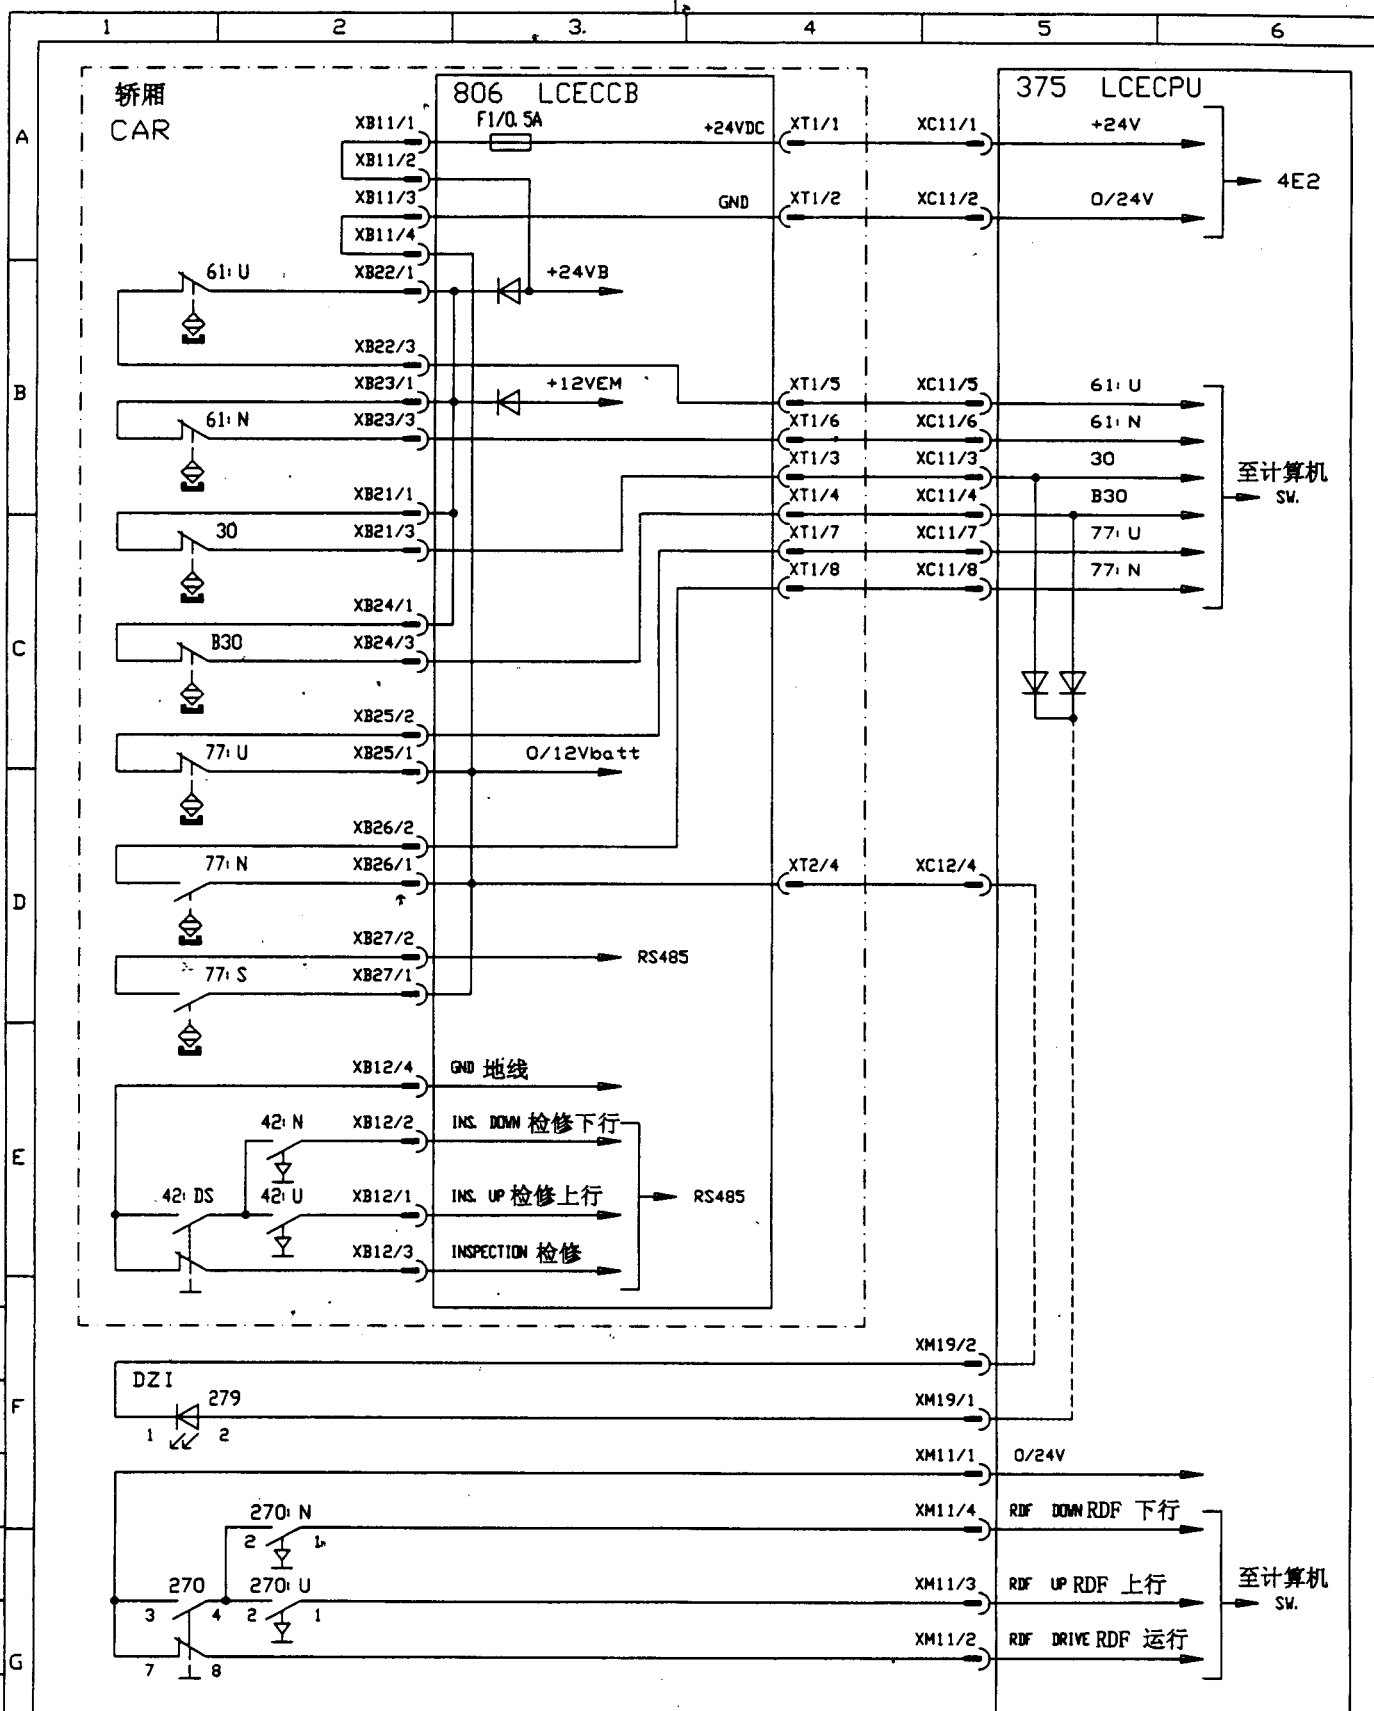 1 2 3. 4 5 6
轿厢
CAR
806 LCECCB
375 LCECPU
A
XB11/1 F1/0.5A +24VDC XT1/1 XC11/1 +24V
XB11/2
4E2
XB11/3 GND XT1/2 XC11/2 0/24V
XB11/4
61:U XB22/1 +24VB
XB22/3
B
XB23/1 +12VEM XT1/5 XC11/5 61:U
61:N XB23/3 XT1/6 XC11/6 61:N
XT1/3 XC11/3 30
至计算机
SW.
XB21/1 XT1/4 XC11/4 B30
30 XB21/3 XT1/7 XC11/7 77:U
XT1/8 XC11/8 77:N
XB24/1
C
B30 XB24/3
XB25/2
77:U XB25/1 0/12Vbatt
XB26/2
77:N XB26/1 XT2/4 XC12/4
D
XB27/2 RS485
77:S XB27/1
XB12/4 GND 地线
42:N XB12/2 INS. DOWN 检修下行
E
42:DS 42:U XB12/1 INS. UP 检修上行 RS485
XB12/3 INSPECTION 检修
XM19/2
DZI
F
279 XM19/1
1 2
XM11/1 0/24V
270:N XM11/4 RDF DOWN RDF 下行
2 1
270 270:U XM11/3 RDF UP RDF 上行
至计算机
SW.
3 4 2 1
XM11/2 RDF DRIVE RDF 运行
G
7 8